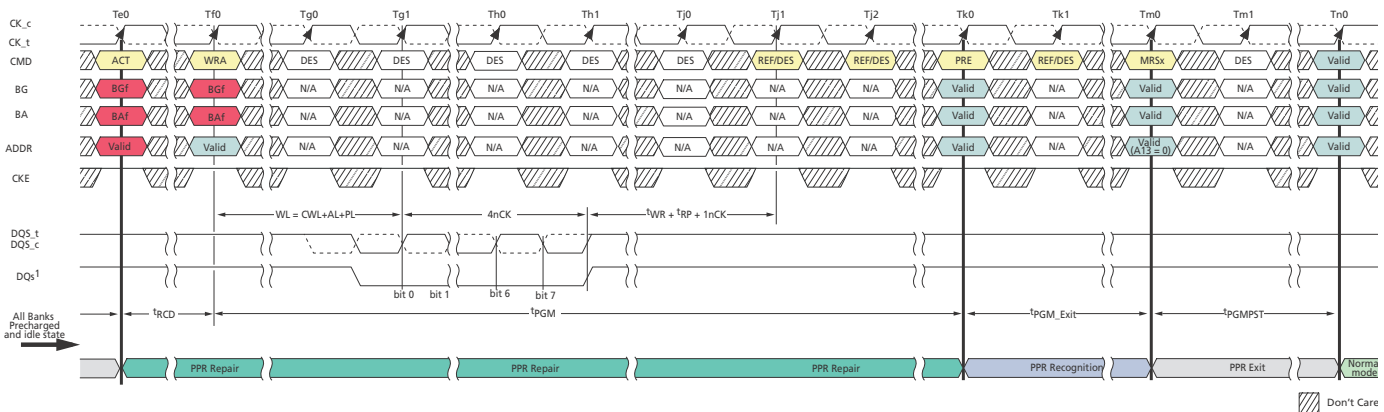 Te0 Tf0 Tg0 Tg1 Th0 Th1 Tj0 Tj1 Tj2 Tk0 Tk1 Tm0 Tm1 Tn0
CK_c
CK_t
CMD ACT WRA DES DES DES DES DES REF/DES REF/DES PRE REF/DES MRSx DES Valid
BG BGf BGf N/A N/A N/A N/A N/A N/A N/A Valid N/A Valid N/A Valid
BA BAf BAf N/A N/A N/A N/A N/A N/A N/A Valid N/A Valid N/A Valid
ADDR Valid Valid N/A N/A N/A N/A N/A N/A N/A Valid N/A Valid (A13 = 0) N/A Valid
CKE
WL = CWL+AL+PL 4nCK tWR + tRP + 1nCK
DQS_t
DQS_c
DQs1
bit 0 bit 1 bit 6 bit 7
All Banks
Precharged
and idle state
tRCD tPGM tPGM_Exit tPGMPST
PPR Repair PPR Repair PPR Repair PPR Recognition PPR Exit Norma
mode
Don't Care